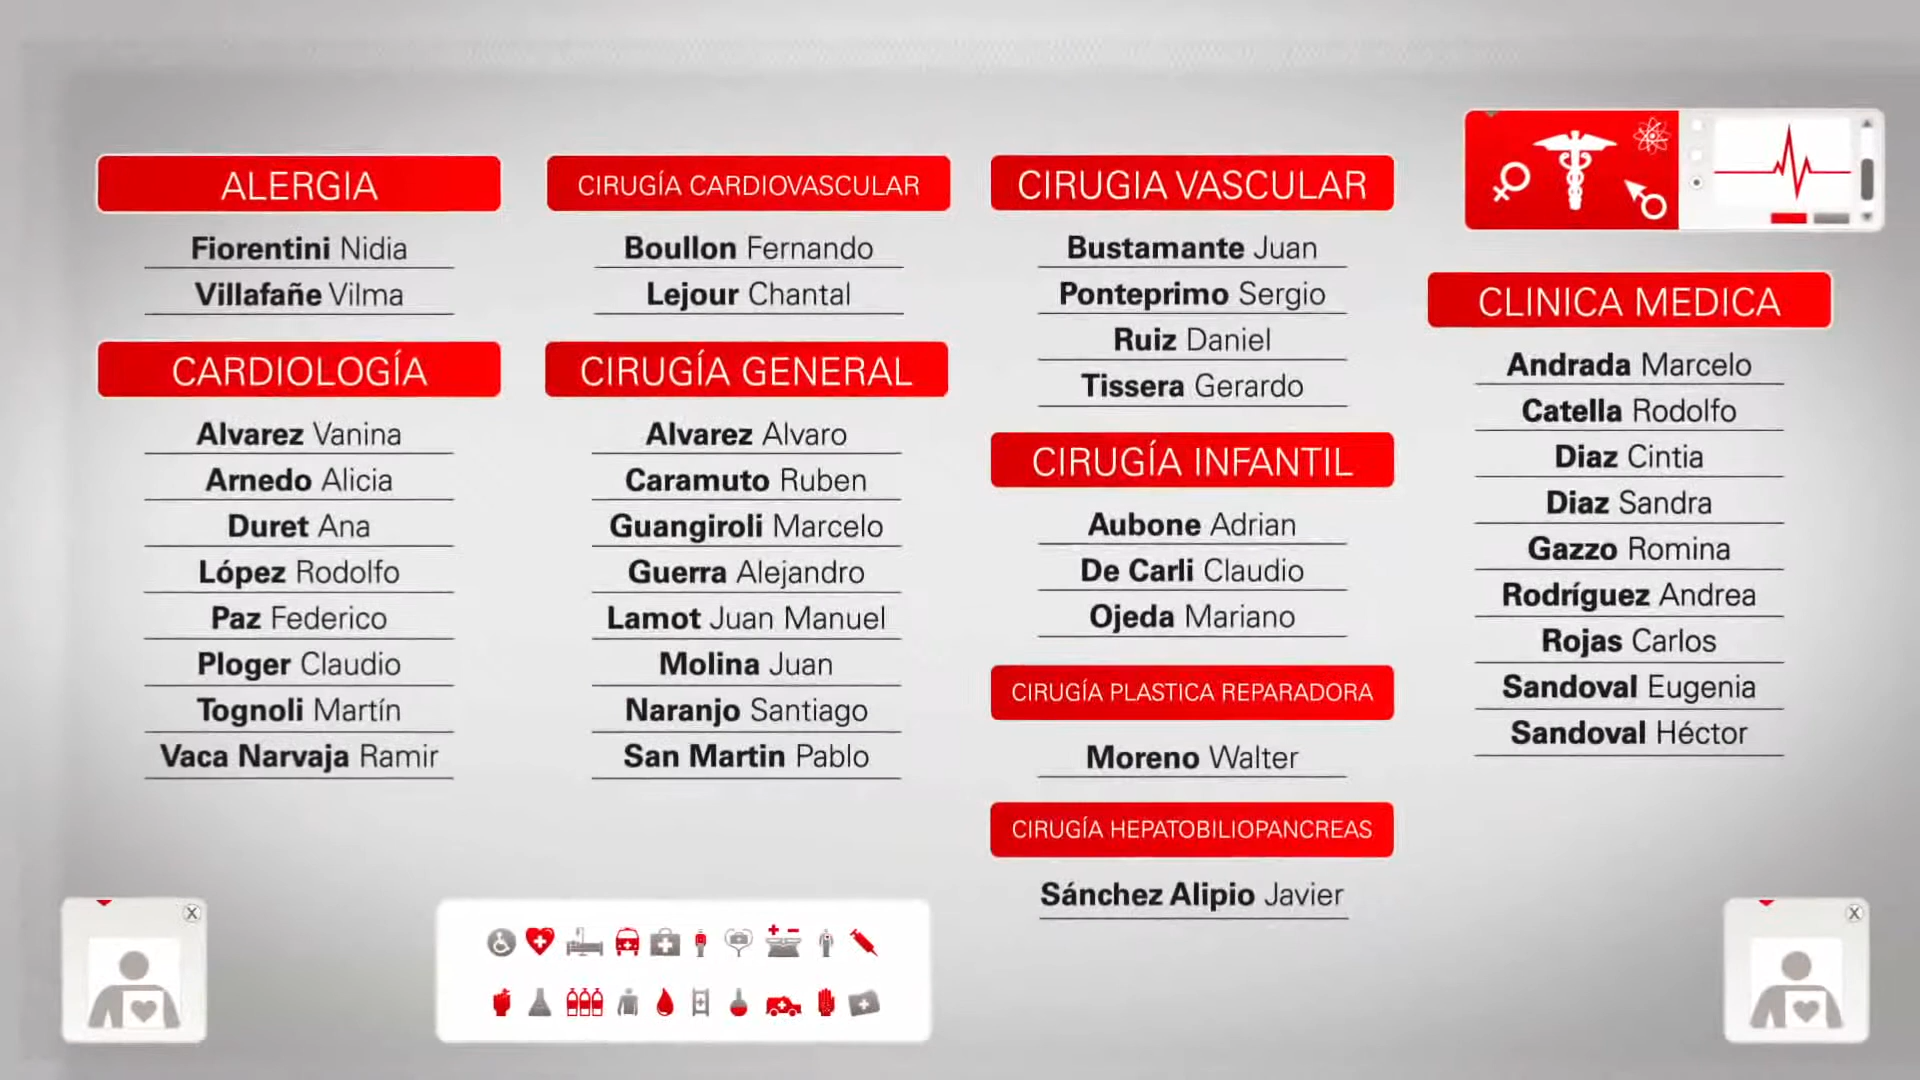 ALERGIA
Fiorentini Nidia
Villafañe Vilma
CARDIOLOGÍA
Alvarez Vanina
Arnedo Alicia
Duret Ana
López Rodolfo
Paz Federico
Ploger Claudio
Tognoli Martín
Vaca Narvaja Ramir
CIRUGÍA CARDIOVASCULAR
Boullon Fernando
Lejour Chantal
CIRUGÍA GENERAL
Alvarez Alvaro
Caramuto Ruben
Guangiroli Marcelo
Guerra Alejandro
Lamot Juan Manuel
Molina Juan
Naranjo Santiago
San Martin Pablo
CIRUGIA VASCULAR
Bustamante Juan
Ponteprimo Sergio
Ruiz Daniel
Tissera Gerardo
CIRUGÍA INFANTIL
Aubone Adrian
De Carli Claudio
Ojeda Mariano
CIRUGÍA PLASTICA REPARADORA
Moreno Walter
CIRUGÍA HEPATOBILIOPANCREAS
Sánchez Alipio Javier
CLINICA MEDICA
Andrada Marcelo
Catella Rodolfo
Diaz Cintia
Diaz Sandra
Gazzo Romina
Rodríguez Andrea
Rojas Carlos
Sandoval Eugenia
Sandoval Héctor